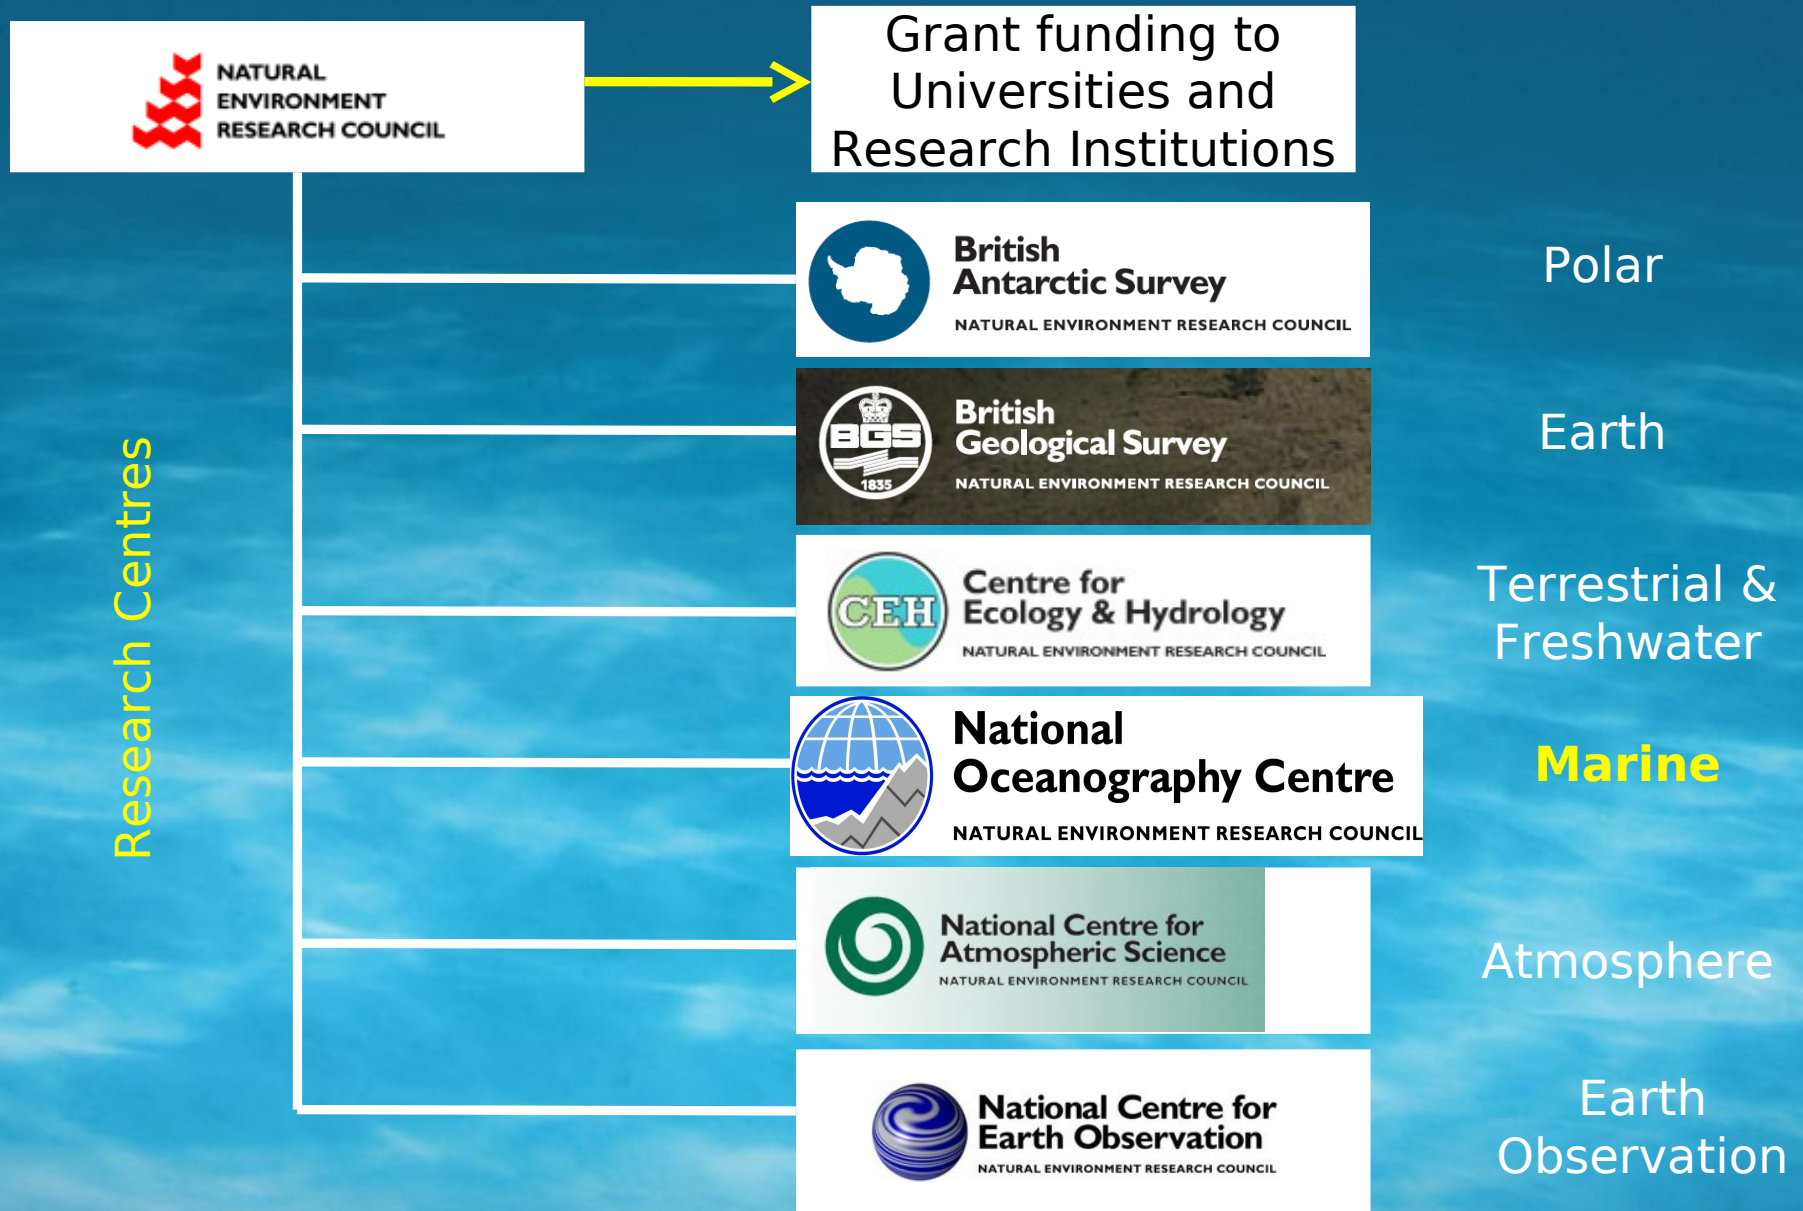 NATURAL
ENVIRONMENT
RESEARCH COUNCIL
Grant funding to
Universities and
Research Institutions
Research Centres
British
Antarctic Survey
NATURAL ENVIRONMENT RESEARCH COUNCIL
Polar
BGS
1835
British
Geological Survey
NATURAL ENVIRONMENT RESEARCH COUNCIL
Earth
CEH
Centre for
Ecology & Hydrology
NATURAL ENVIRONMENT RESEARCH COUNCIL
Terrestrial &
Freshwater
National
Oceanography Centre
NATURAL ENVIRONMENT RESEARCH COUNCIL
Marine
National Centre for
Atmospheric Science
NATURAL ENVIRONMENT RESEARCH COUNCIL
Atmosphere
National Centre for
Earth Observation
NATURAL ENVIRONMENT RESEARCH COUNCIL
Earth
Observation